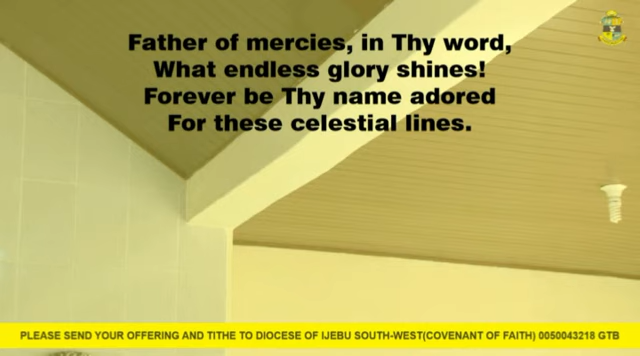 Father of mercies, in Thy word,
What endless glory shines!
Forever be Thy name adored
For these celestial lines.
PLEASE SEND YOUR OFFERING AND TITHE TO DIOCESE OF IJEBU SOUTH-WEST(COVENANT OF FAITH) 0050043218 GTB